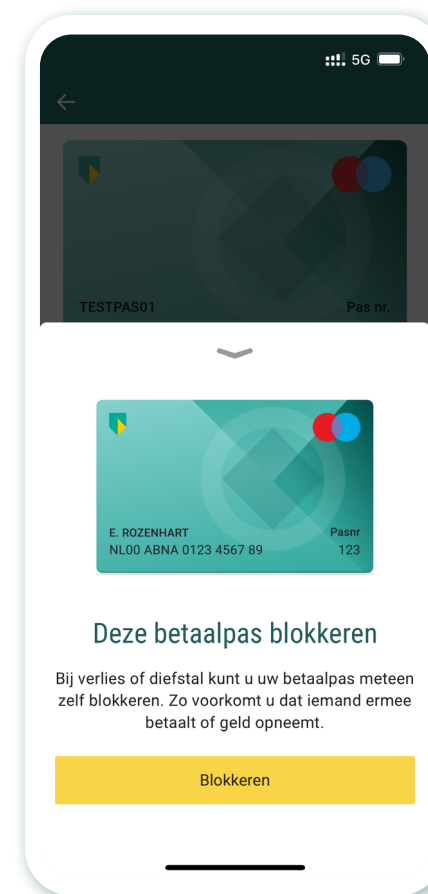 5G
TESTPAS01 Pas nr.
E. ROZENHART Pasnr
NL00 ABNA 0123 4567 89 123
Deze betaalpas blokkeren
Bij verlies of diefstal kunt u uw betaalpas meteen
zelf blokkeren. Zo voorkomt u dat iemand ermee
betaalt of geld opneemt.
Blokkeren